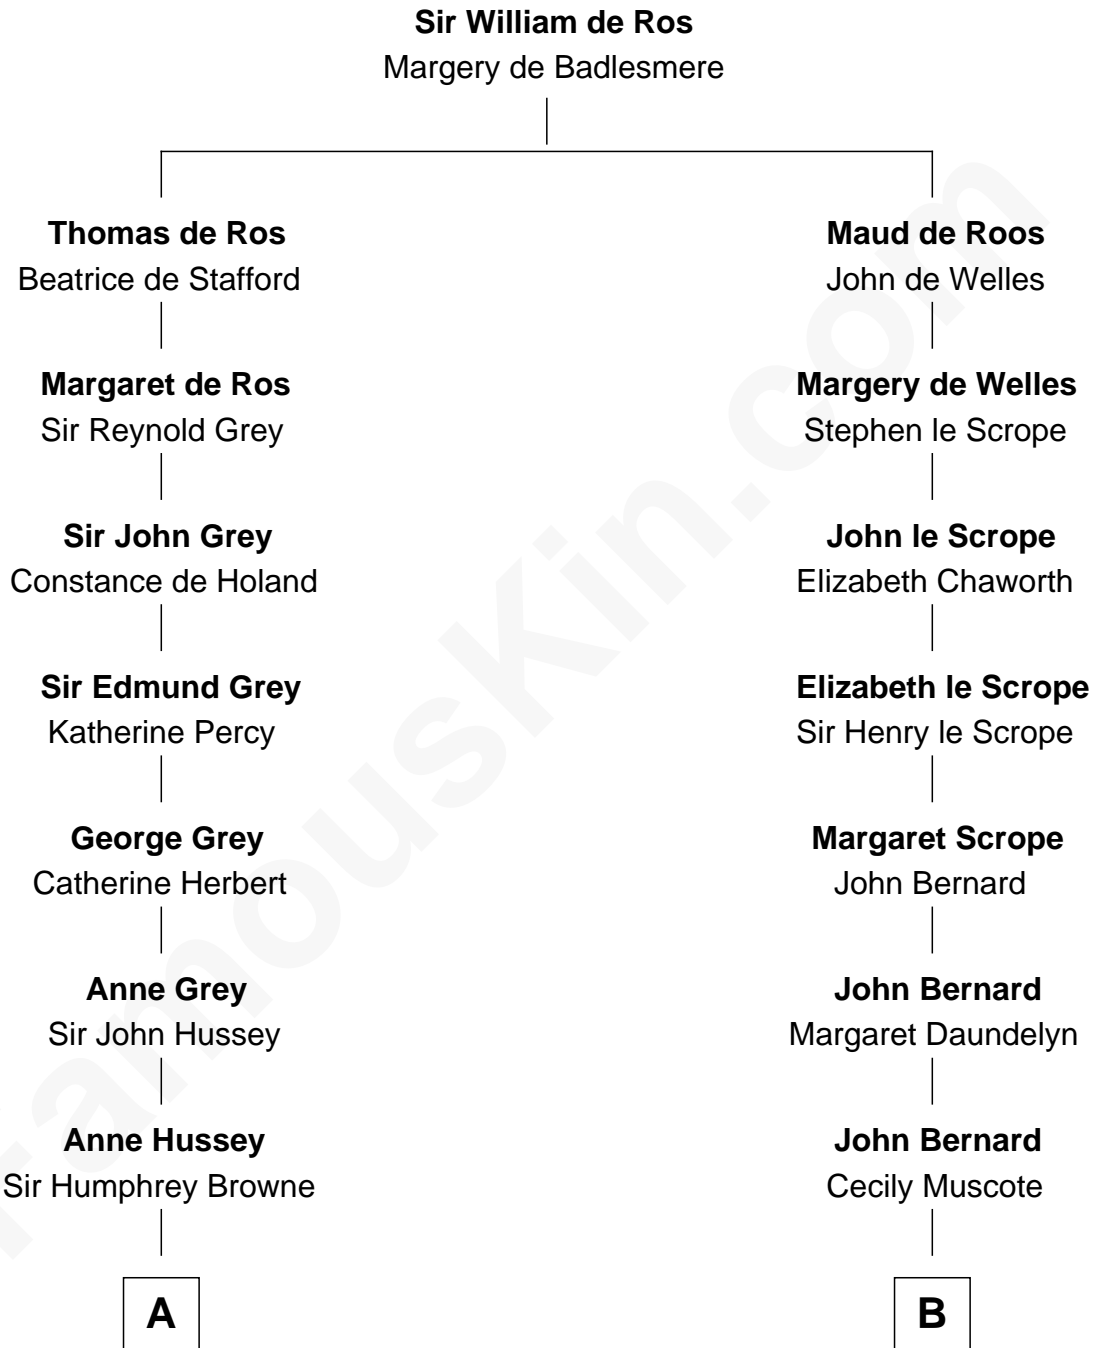 Sir William de Ros
Margery de Badlesmere
Thomas de Ros
Beatrice de Stafford
Margaret de Ros
Sir Reynold Grey
Sir John Grey
Constance de Holand
Sir Edmund Grey
Katherine Percy
George Grey
Catherine Herbert
Anne Grey
Sir John Hussey
Anne Hussey
Sir Humphrey Browne
A
Maud de Roos
John de Welles
Margery de Welles
Stephen le Scrope
John le Scrope
Elizabeth Chaworth
Elizabeth le Scrope
Sir Henry le Scrope
Margaret Scrope
John Bernard
John Bernard
Margaret Daundelyn
John Bernard
Cecily Muscote
B
FamousKin.com